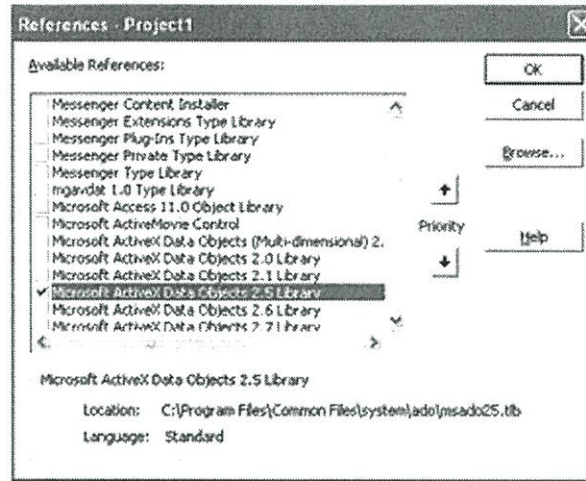 References - Project1
Available References:
Messenger Content Installer
Messenger Extensions Type Library
Messenger Plug-Ins Type Library
Messenger Private Type Library
Messenger Type Library
mgavdat 1.0 Type Library
Microsoft Access 11.0 Object Library
Microsoft ActiveMovie Control
Microsoft ActiveX Data Objects (Multi-dimensional) 2.
Microsoft ActiveX Data Objects 2.0 Library
Microsoft ActiveX Data Objects 2.1 Library
Microsoft ActiveX Data Objects 2.5 Library
Microsoft ActiveX Data Objects 2.6 Library
Microsoft ActiveX Data Objects 2.7 Library
OK
Cancel
Browse...
Priority
Help
Microsoft ActiveX Data Objects 2.5 Library
Location: C:\Program Files\Common Files\system\ado\msado25.tlb
Language: Standard